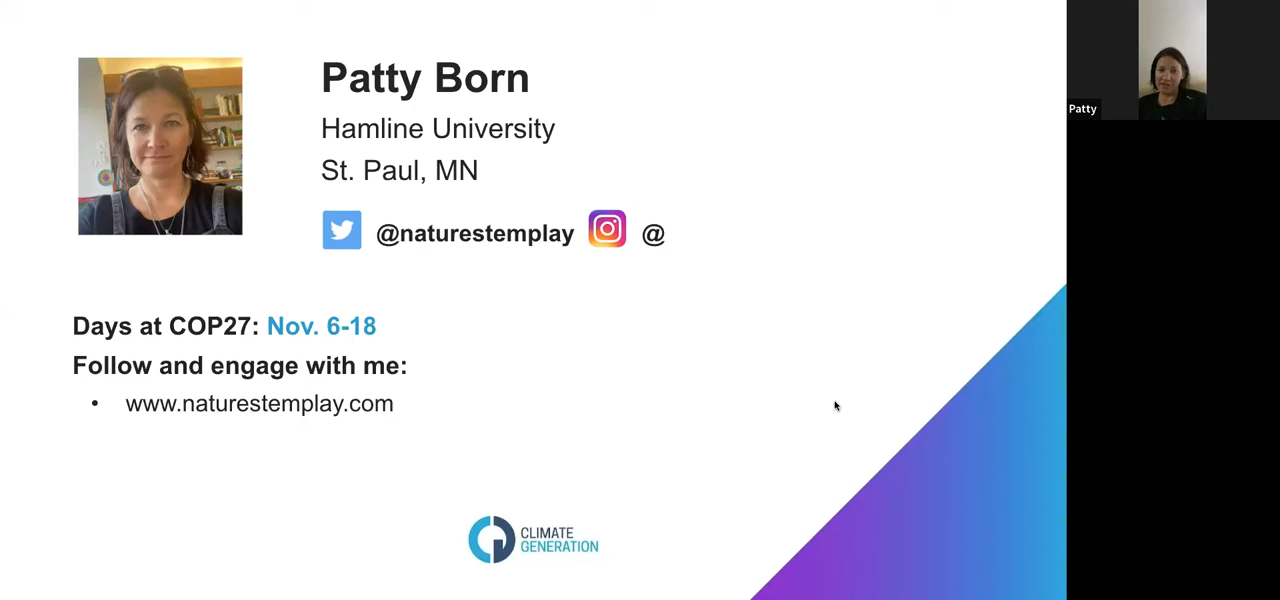 Patty Born
Hamline University
St. Paul, MN
@naturestemplay @
Days at COP27: Nov. 6-18
Follow and engage with me:
• www.naturestemplay.com
CLIMATE
GENERATION
Patty